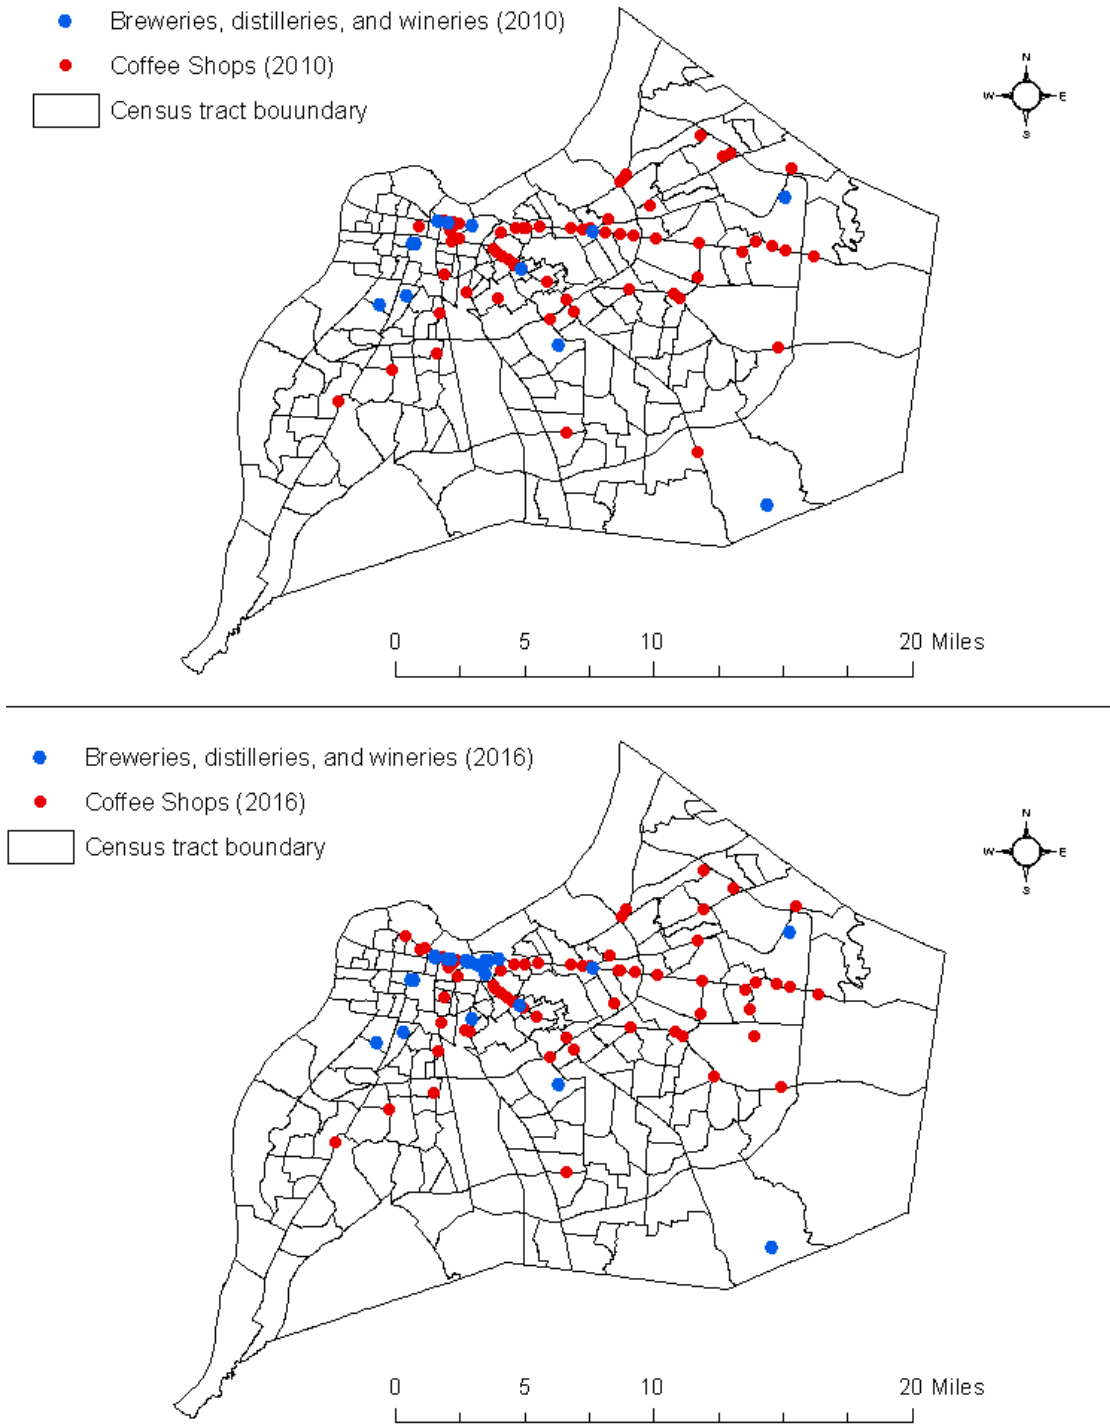 Breweries, distilleries, and wineries (2010)
Coffee Shops (2010)
Census tract bouundary
N
W E
S
0 5 10 20 Miles
Breweries, distilleries, and wineries (2016)
Coffee Shops (2016)
Census tract boundary
N
W E
S
0 5 10 20 Miles